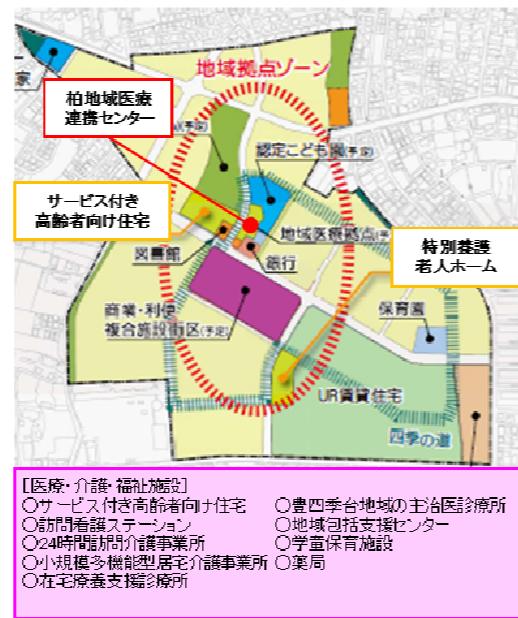 家
地域拠点ゾーン
柏地域医療
連携センター
(予定)
認定こども園(予定)
サービス付き
高齢者向け住宅
地域医療拠点(予
特別養護
老人ホーム
図書館
銀行
商業・利便
複合施設街区(予定)
保育園
UR賃貸住宅
四季の道
[医療・介護・福祉施設]
○サービス付き高齢者向け住宅
○訪問看護ステーション
○24時間訪問介護事業所
○小規模多機能型居宅介護事業所
○在宅療養支援診療所
○豊四季台地域の主治医診療所
○地域包括支援センター
○学童保育施設
○薬局